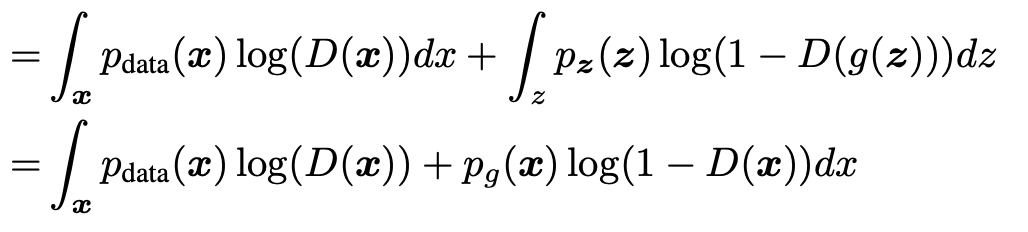 = ∫_𝒙 p_data(𝒙) log(D(𝒙))dx + ∫_z p_𝒛(𝒛) log(1 − D(g(𝒛)))dz
= ∫_𝒙 p_data(𝒙) log(D(𝒙)) + p_g(𝒙) log(1 − D(𝒙))dx